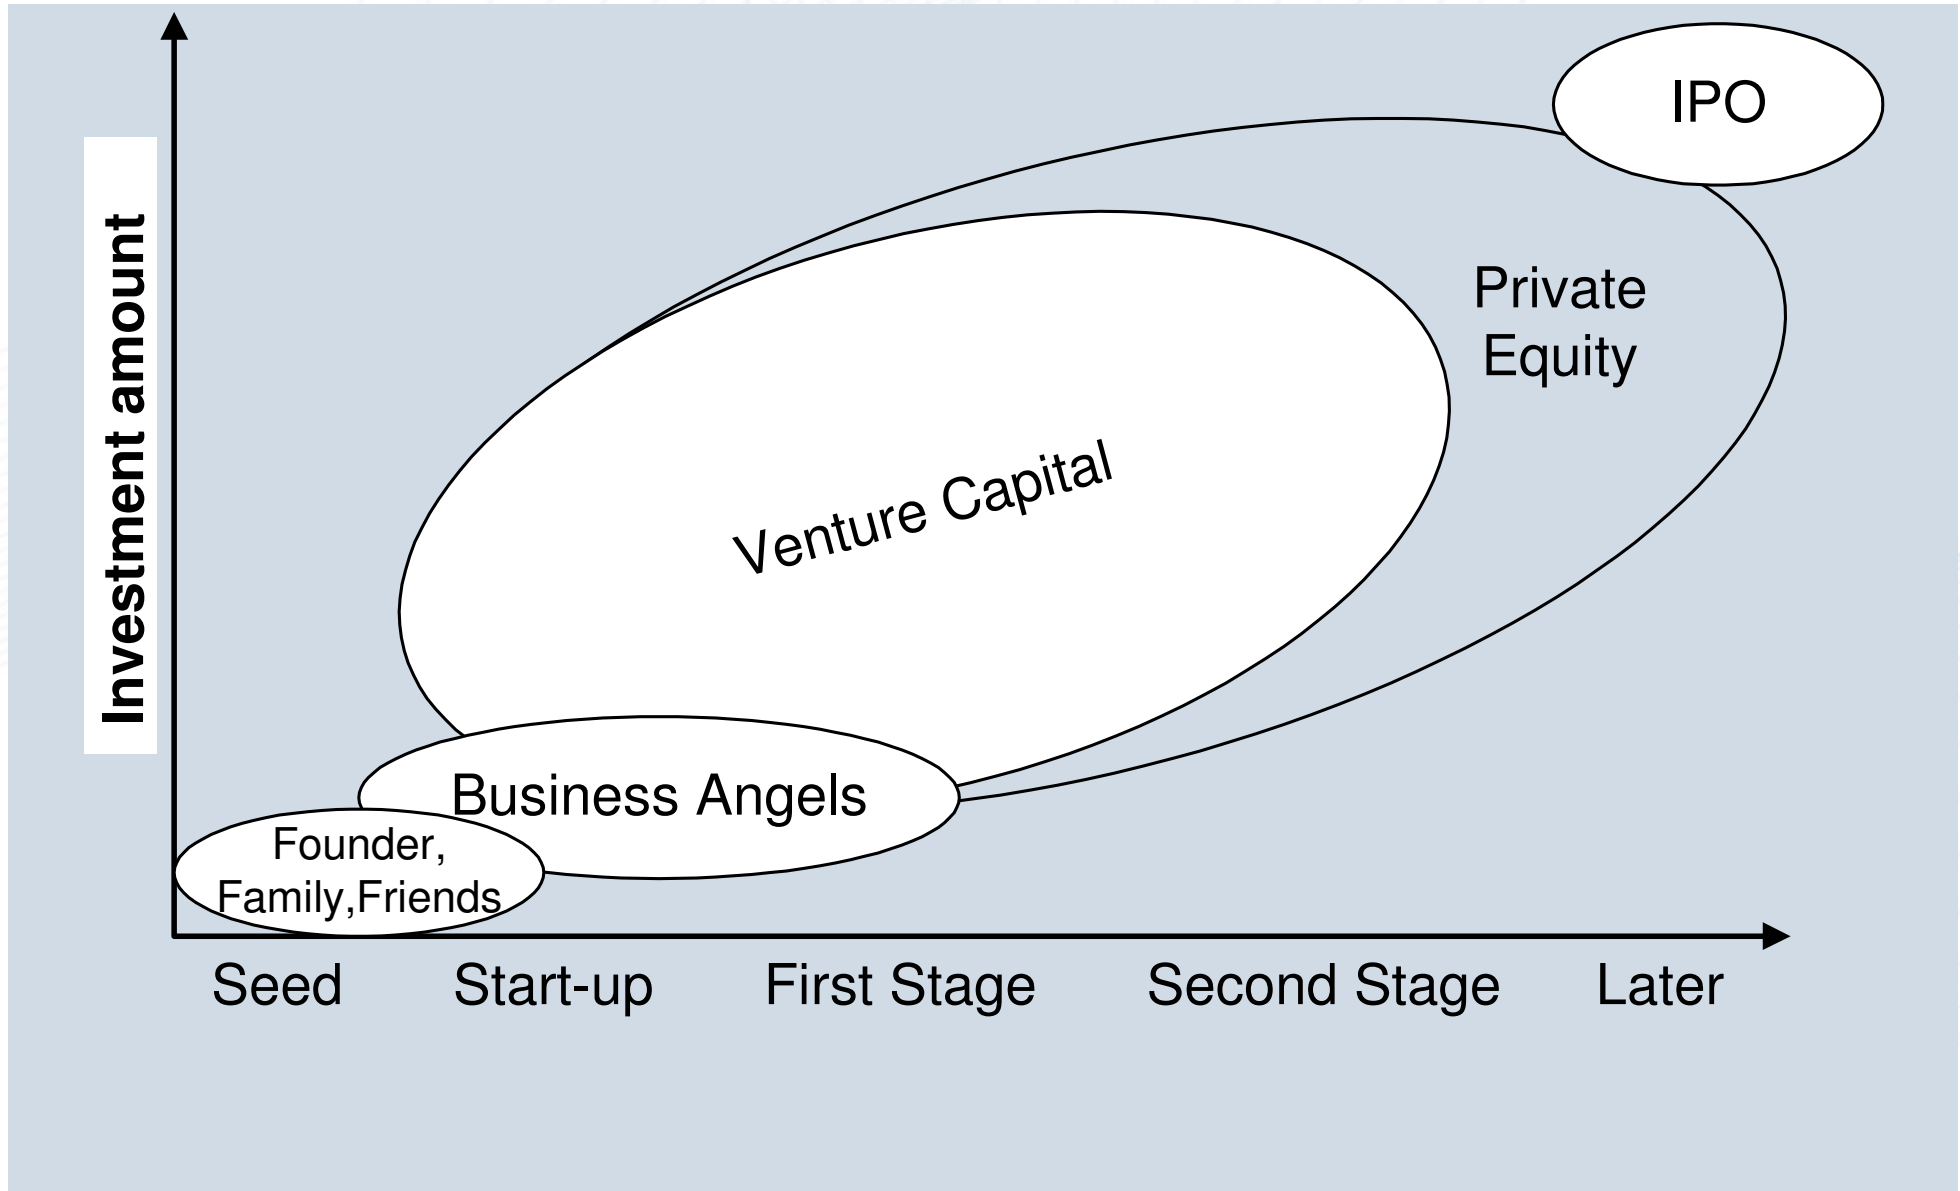 IPO
Private
Equity
Investment amount
Venture Capital
Business Angels
Founder,
Family,Friends
Seed Start-up First Stage Second Stage Later